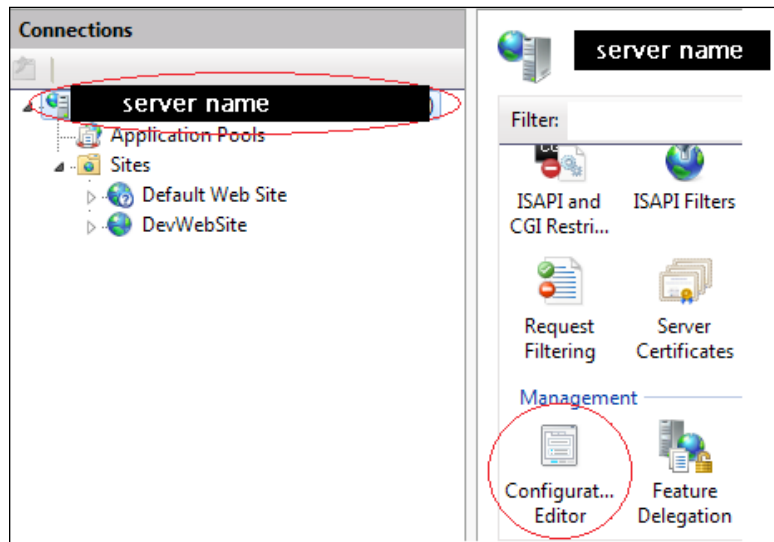 Connections
server name
Application Pools
Sites
Default Web Site
DevWebSite
server name
Filter:
ISAPI and
CGI Restri...
ISAPI Filters
Request
Filtering
Server
Certificates
Management
Configurat...
Editor
Feature
Delegation